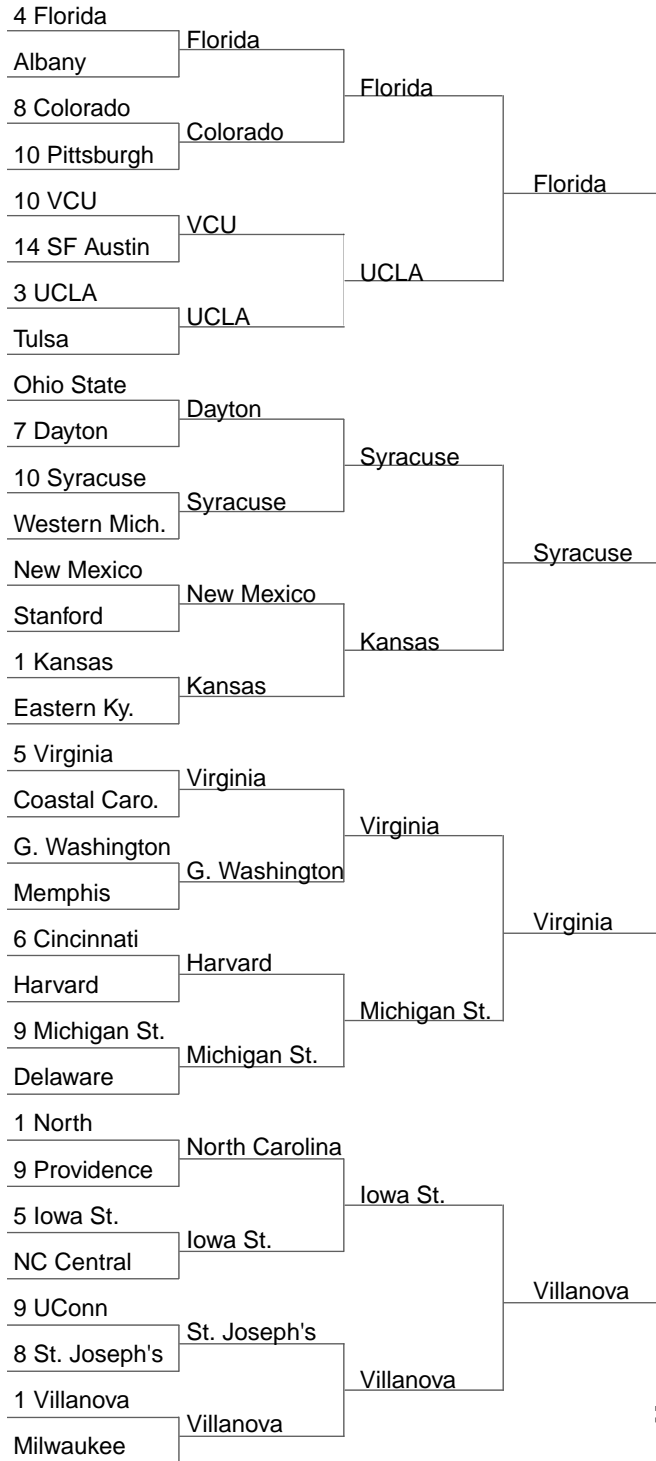 4 Florida
Albany
8 Colorado
10 Pittsburgh
10 VCU
14 SF Austin
3 UCLA
Tulsa
Ohio State
7 Dayton
10 Syracuse
Western Mich.
New Mexico
Stanford
1 Kansas
Eastern Ky.
5 Virginia
Coastal Caro.
G. Washington
Memphis
6 Cincinnati
Harvard
9 Michigan St.
Delaware
1 North
9 Providence
5 Iowa St.
NC Central
9 UConn
8 St. Joseph's
1 Villanova
Milwaukee
Florida
Colorado
VCU
UCLA
Dayton
Syracuse
New Mexico
Kansas
Virginia
G. Washington
Harvard
Michigan St.
North Carolina
Iowa St.
St. Joseph's
Villanova
Florida
UCLA
Syracuse
Kansas
Virginia
Michigan St.
Iowa St.
Villanova
Florida
Syracuse
Virginia
Villanova